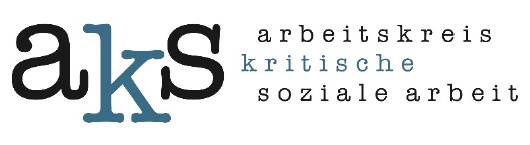 aks
arbeitskreis
kritische
soziale arbeit